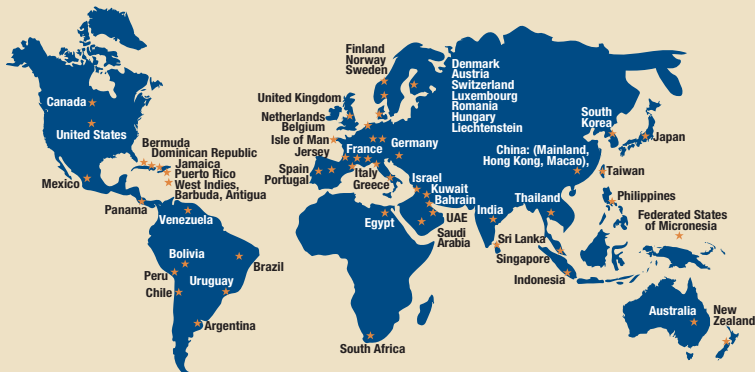 Canada
United States
Mexico
Bermuda
Dominican Republic
Jamaica
Puerto Rico
West Indies,
Barbuda, Antigua
Panama
Venezuela
Bolivia
Peru
Chile
Uruguay
Brazil
Argentina
Finland
Norway
Sweden
United Kingdom
Netherlands
Belgium
Isle of Man
Jersey
France
Germany
Spain
Portugal
Italy
Greece
Denmark
Austria
Switzerland
Luxembourg
Romania
Hungary
Liechtenstein
Israel
Kuwait
Bahrain
UAE
Saudi
Arabia
Egypt
South Africa
India
Sri Lanka
Singapore
Indonesia
Thailand
China: (Mainland,
Hong Kong, Macao),
South
Korea
Japan
Taiwan
Philippines
Federated States
of Micronesia
Australia
New
Zealand